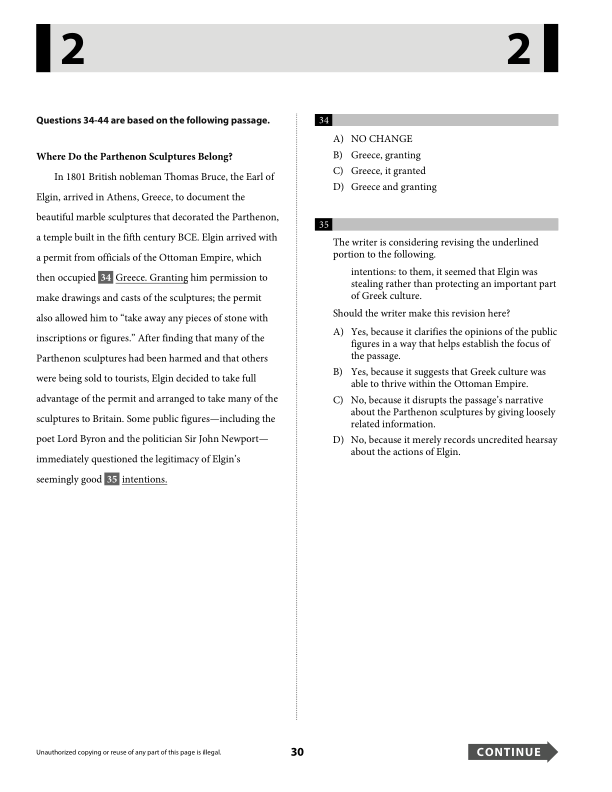 2
2
Questions 34-44 are based on the following passage.
Where Do the Parthenon Sculptures Belong?
In 1801 British nobleman Thomas Bruce, the Earl of
Elgin, arrived in Athens, Greece, to document the
beautiful marble sculptures that decorated the Parthenon,
a temple built in the fifth century BCE. Elgin arrived with
a permit from officials of the Ottoman Empire, which
then occupied 34 Greece. Granting him permission to
make drawings and casts of the sculptures; the permit
also allowed him to “take away any pieces of stone with
inscriptions or figures.” After finding that many of the
Parthenon sculptures had been harmed and that others
were being sold to tourists, Elgin decided to take full
advantage of the permit and arranged to take many of the
sculptures to Britain. Some public figures—including the
poet Lord Byron and the politician Sir John Newport—
immediately questioned the legitimacy of Elgin’s
seemingly good 35 intentions.
34
A) NO CHANGE
B) Greece, granting
C) Greece, it granted
D) Greece and granting
35
The writer is considering revising the underlined
portion to the following.
intentions: to them, it seemed that Elgin was
stealing rather than protecting an important part
of Greek culture.
Should the writer make this revision here?
A) Yes, because it clarifies the opinions of the public
figures in a way that helps establish the focus of
the passage.
B) Yes, because it suggests that Greek culture was
able to thrive within the Ottoman Empire.
C) No, because it disrupts the passage’s narrative
about the Parthenon sculptures by giving loosely
related information.
D) No, because it merely records uncredited hearsay
about the actions of Elgin.
Unauthorized copying or reuse of any part of this page is illegal.
30
CONTINUE